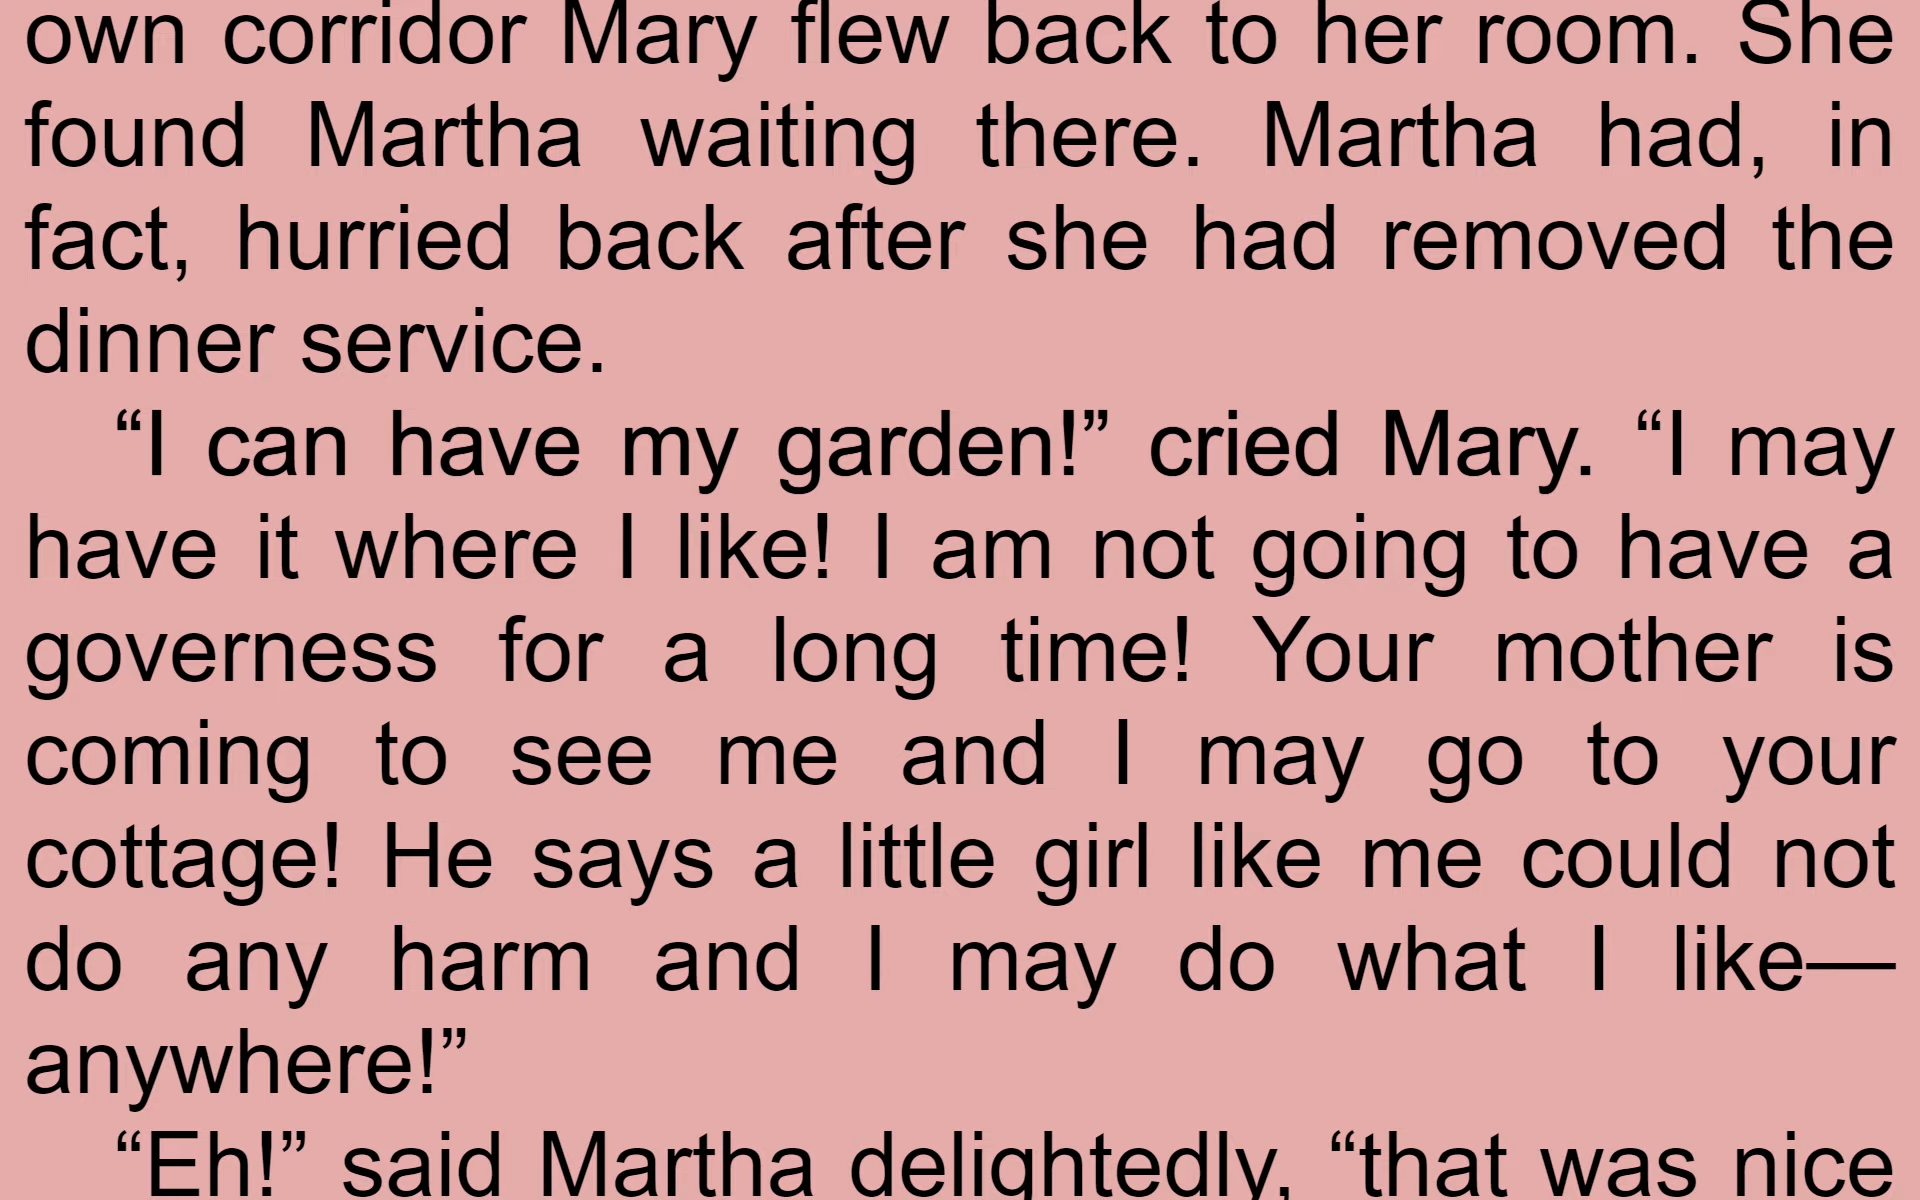 own corridor Mary flew back to her room. She
found Martha waiting there. Martha had, in
fact, hurried back after she had removed the
dinner service.
“I can have my garden!” cried Mary. “I may
have it where I like! I am not going to have a
governess for a long time! Your mother is
coming to see me and I may go to your
cottage! He says a little girl like me could not
do any harm and I may do what I like—
anywhere!”
“Eh!” said Martha delightedly, “that was nice